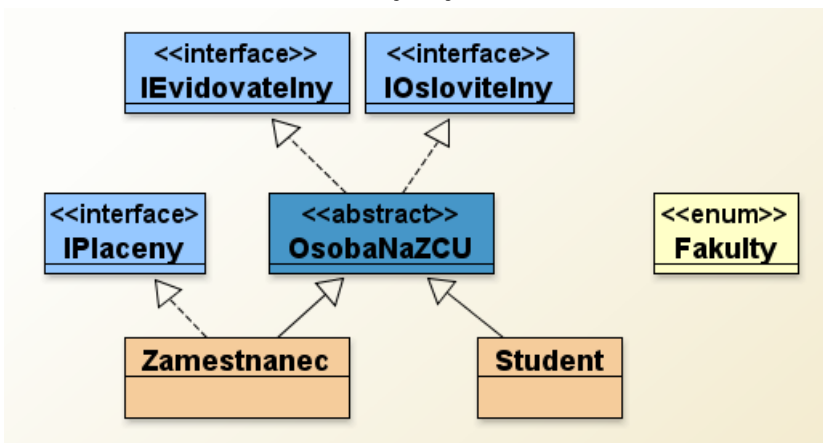 <<interface>>
IEvidovatelny
<<interface>>
IOslovitelny
<<interface>
IPlaceny
<<abstract>>
OsobaNaZCU
<<enum>>
Fakulty
Zamestnanec
Student